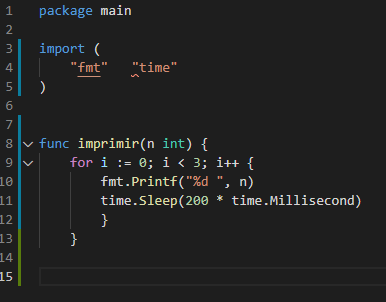 1 package main
2
3 import (
4 "fmt" "time"
5 )
6
7
8 func imprimir(n int) {
9 for i := 0; i < 3; i++ {
10 fmt.Printf("%d ", n)
11 time.Sleep(200 * time.Millisecond)
12 }
13 }
14
15